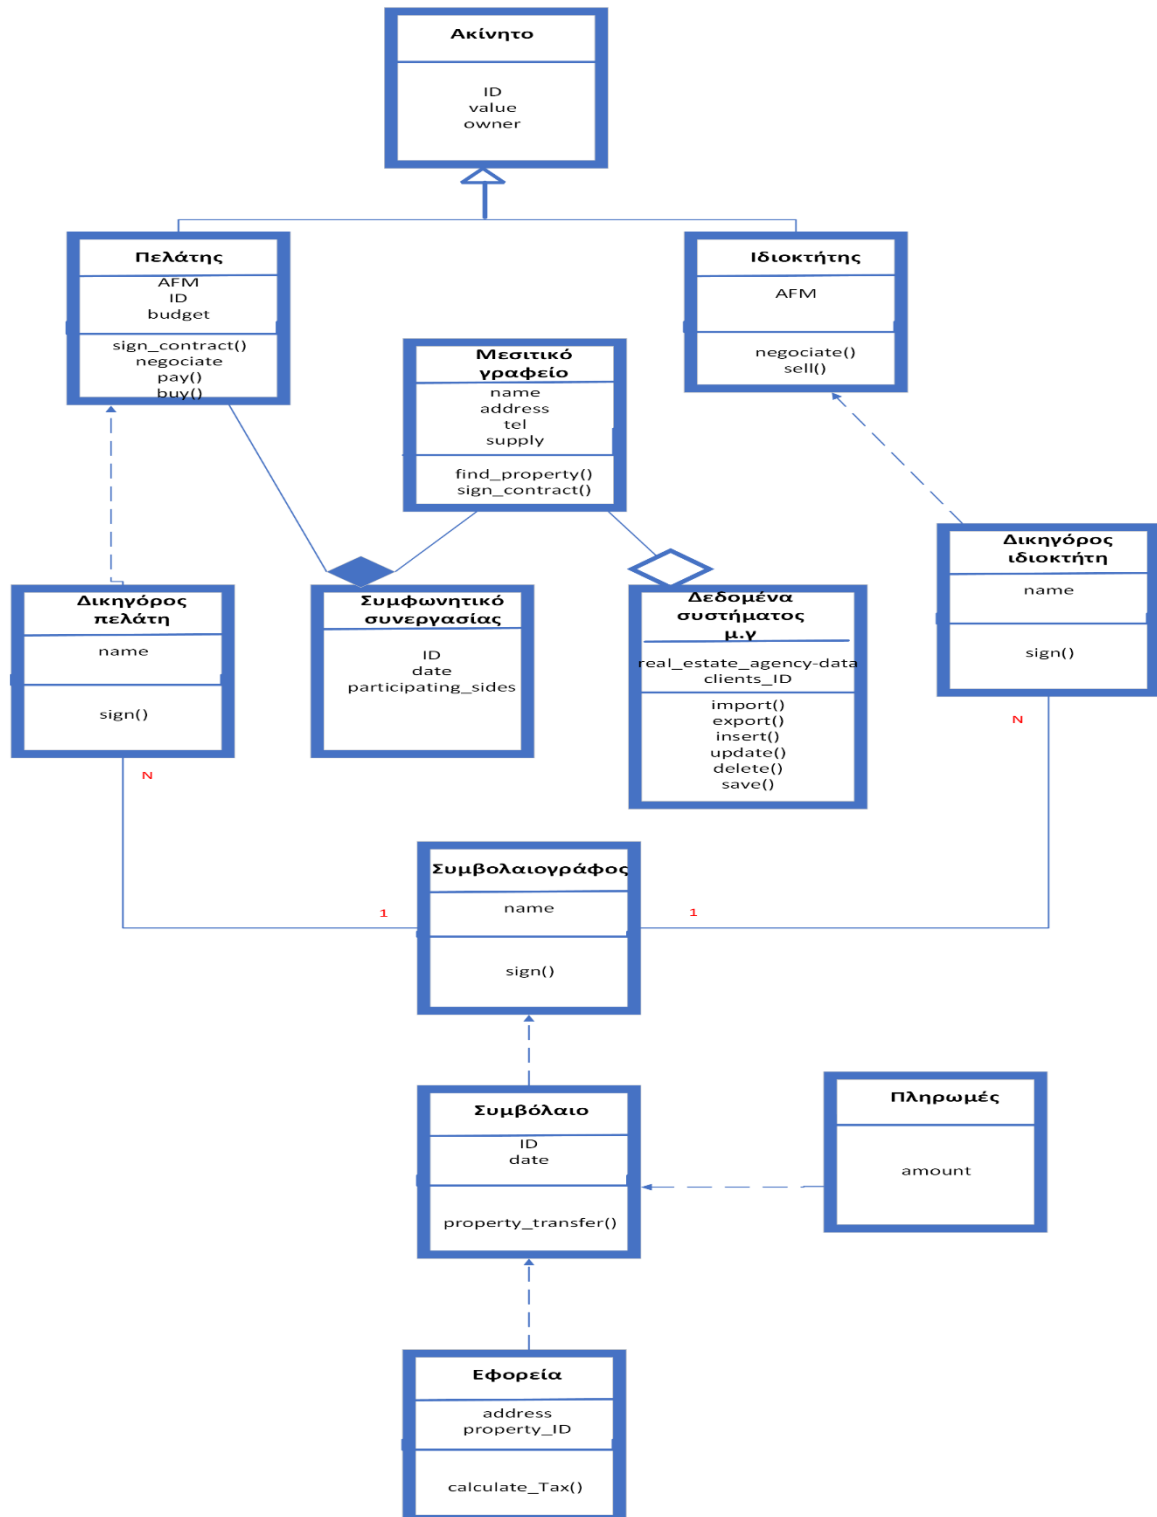 Ακίνητο
ID
value
owner
Πελάτης
AFM
ID
budget
sign_contract()
negociate
pay()
buy()
Ιδιοκτήτης
AFM
negociate()
sell()
Μεσιτικό
γραφείο
name
address
tel
supply
find_property()
sign_contract()
Δικηγόρος
πελάτη
name
sign()
Συμφωνητικό
συνεργασίας
ID
date
participating_sides
Δεδομένα
συστήματος
μ.γ
real_estate_agency-data
clients_ID
import()
export()
insert()
update()
delete()
save()
Δικηγόρος
ιδιοκτήτη
name
sign()
N
N
1
1
Συμβολαιογράφος
name
sign()
Συμβόλαιο
ID
date
property_transfer()
Πληρωμές
amount
Εφορεία
address
property_ID
calculate_Tax()